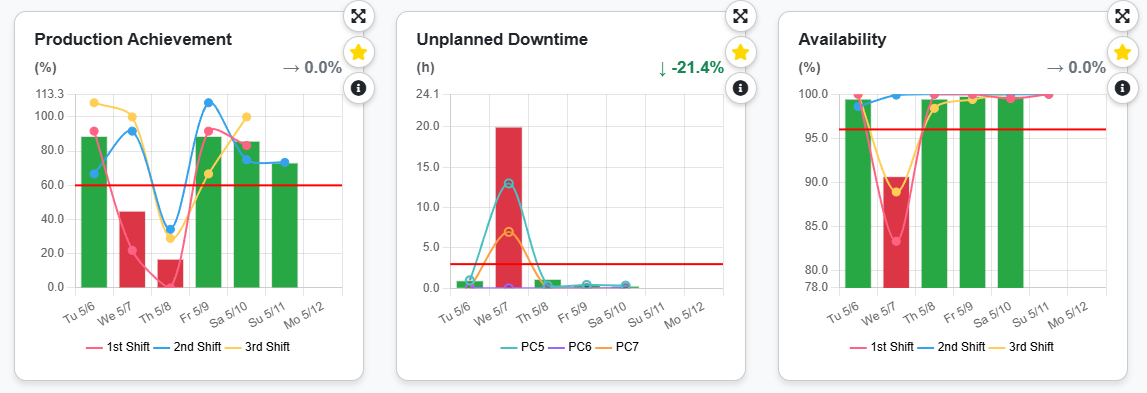 Production Achievement
(%)
→ 0.0%
113.3
100.0
80.0
60.0
40.0
20.0
0.0
Tu 5/6
We 5/7
Th 5/8
Fr 5/9
Sa 5/10
Su 5/11
Mo 5/12
1st Shift 2nd Shift 3rd Shift
Unplanned Downtime
(h)
↓ -21.4%
24.1
20.0
15.0
10.0
5.0
0.0
Tu 5/6
We 5/7
Th 5/8
Fr 5/9
Sa 5/10
Su 5/11
Mo 5/12
PC5 PC6 PC7
Availability
(%)
→ 0.0%
100.0
95.0
90.0
85.0
80.0
78.0
Tu 5/6
We 5/7
Th 5/8
Fr 5/9
Sa 5/10
Su 5/11
Mo 5/12
1st Shift 2nd Shift 3rd Shift